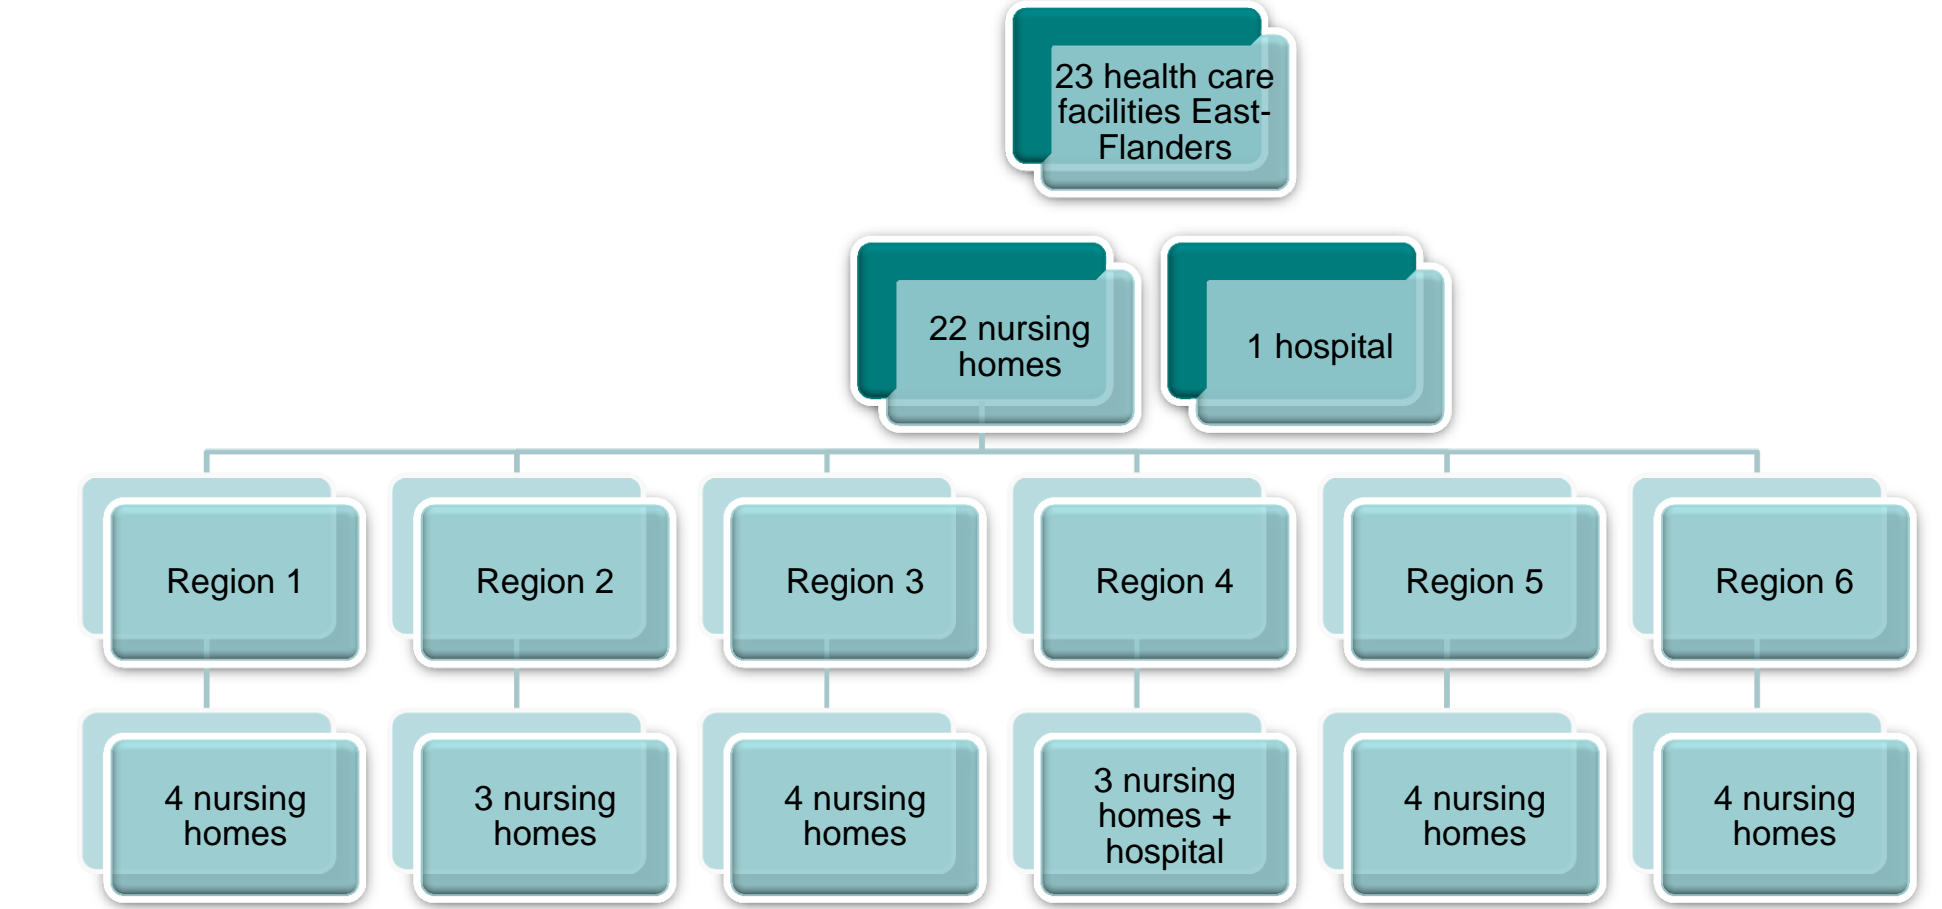 23 health care
facilities East-
Flanders
22 nursing
homes
1 hospital
Region 1
Region 2
Region 3
Region 4
Region 5
Region 6
4 nursing
homes
3 nursing
homes
4 nursing
homes
3 nursing
homes +
hospital
4 nursing
homes
4 nursing
homes